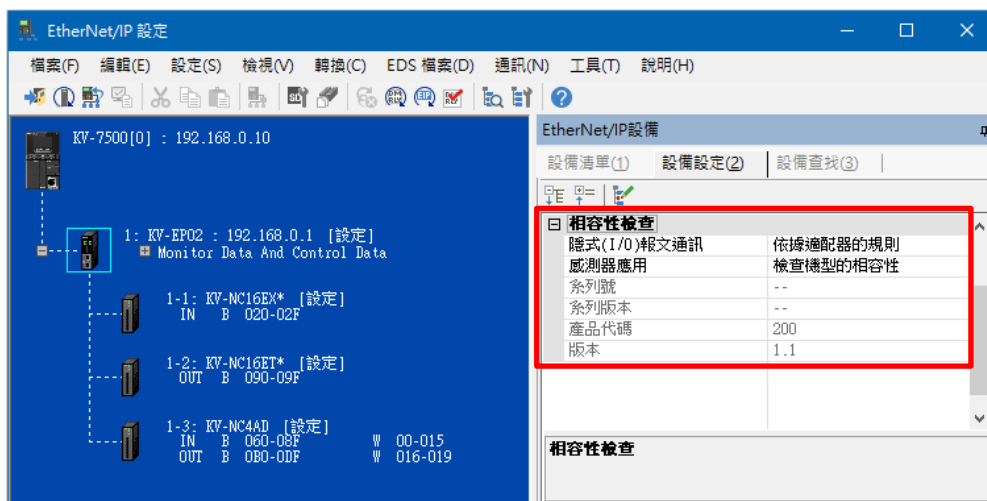 EtherNet/IP 設定
檔案(F) 編輯(E) 設定(S) 檢視(V) 轉換(C) EDS 檔案(D) 通訊(N) 工具(T) 說明(H)
KV-7500[0] : 192.168.0.10
1: KV-EP02 : 192.168.0.1 [設定]
Monitor Data And Control Data
1-1: KV-NC16EX* [設定]
IN B 020-02F
1-2: KV-NC16ET* [設定]
OUT B 090-09F
1-3: KV-NC4AD [設定]
IN B 060-08F W 00-015
OUT B 0B0-0DF W 016-019
EtherNet/IP設備
設備清單(1) 設備設定(2) 設備查找(3)
相容性檢查
隱式(I/O)報文通訊 依據適配器的規則
感測器應用 檢查機型的相容性
系列號 --
系列版本 --
產品代碼 200
版本 1.1
相容性檢查